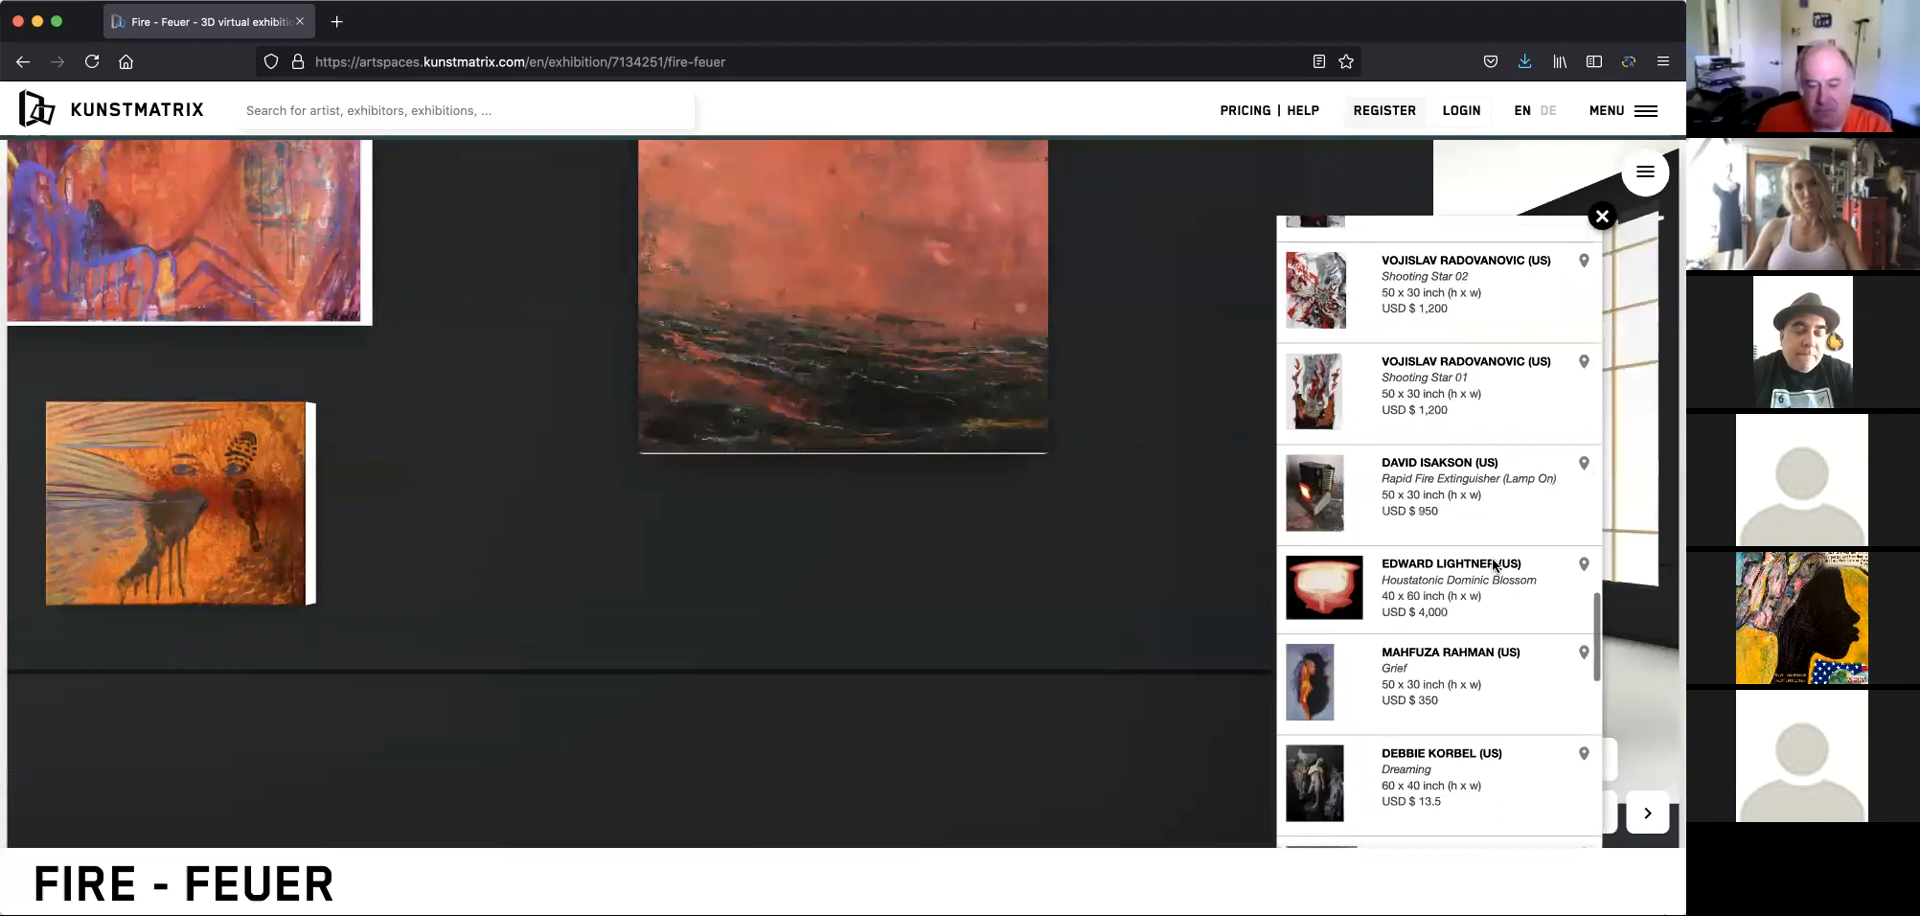 Fire - Feuer - 3D virtual exhibitio
https://artspaces.kunstmatrix.com/en/exhibition/7134251/fire-feuer
KUNSTMATRIX
Search for artist, exhibitors, exhibitions, ...
PRICING | HELP
REGISTER
LOGIN
EN DE
MENU
VOJISLAV RADOVANOVIC (US)
Shooting Star 02
50 x 30 inch (h x w)
USD $ 1,200
VOJISLAV RADOVANOVIC (US)
Shooting Star 01
50 x 30 inch (h x w)
USD $ 1,200
DAVID ISAKSON (US)
Rapid Fire Extinguisher (Lamp On)
50 x 30 inch (h x w)
USD $ 950
EDWARD LIGHTNER (US)
Houstatonic Dominic Blossom
40 x 60 inch (h x w)
USD $ 4,000
MAHFUZA RAHMAN (US)
Grief
50 x 30 inch (h x w)
USD $ 350
DEBBIE KORBEL (US)
Dreaming
60 x 40 inch (h x w)
USD $ 13.5
FIRE - FEUER